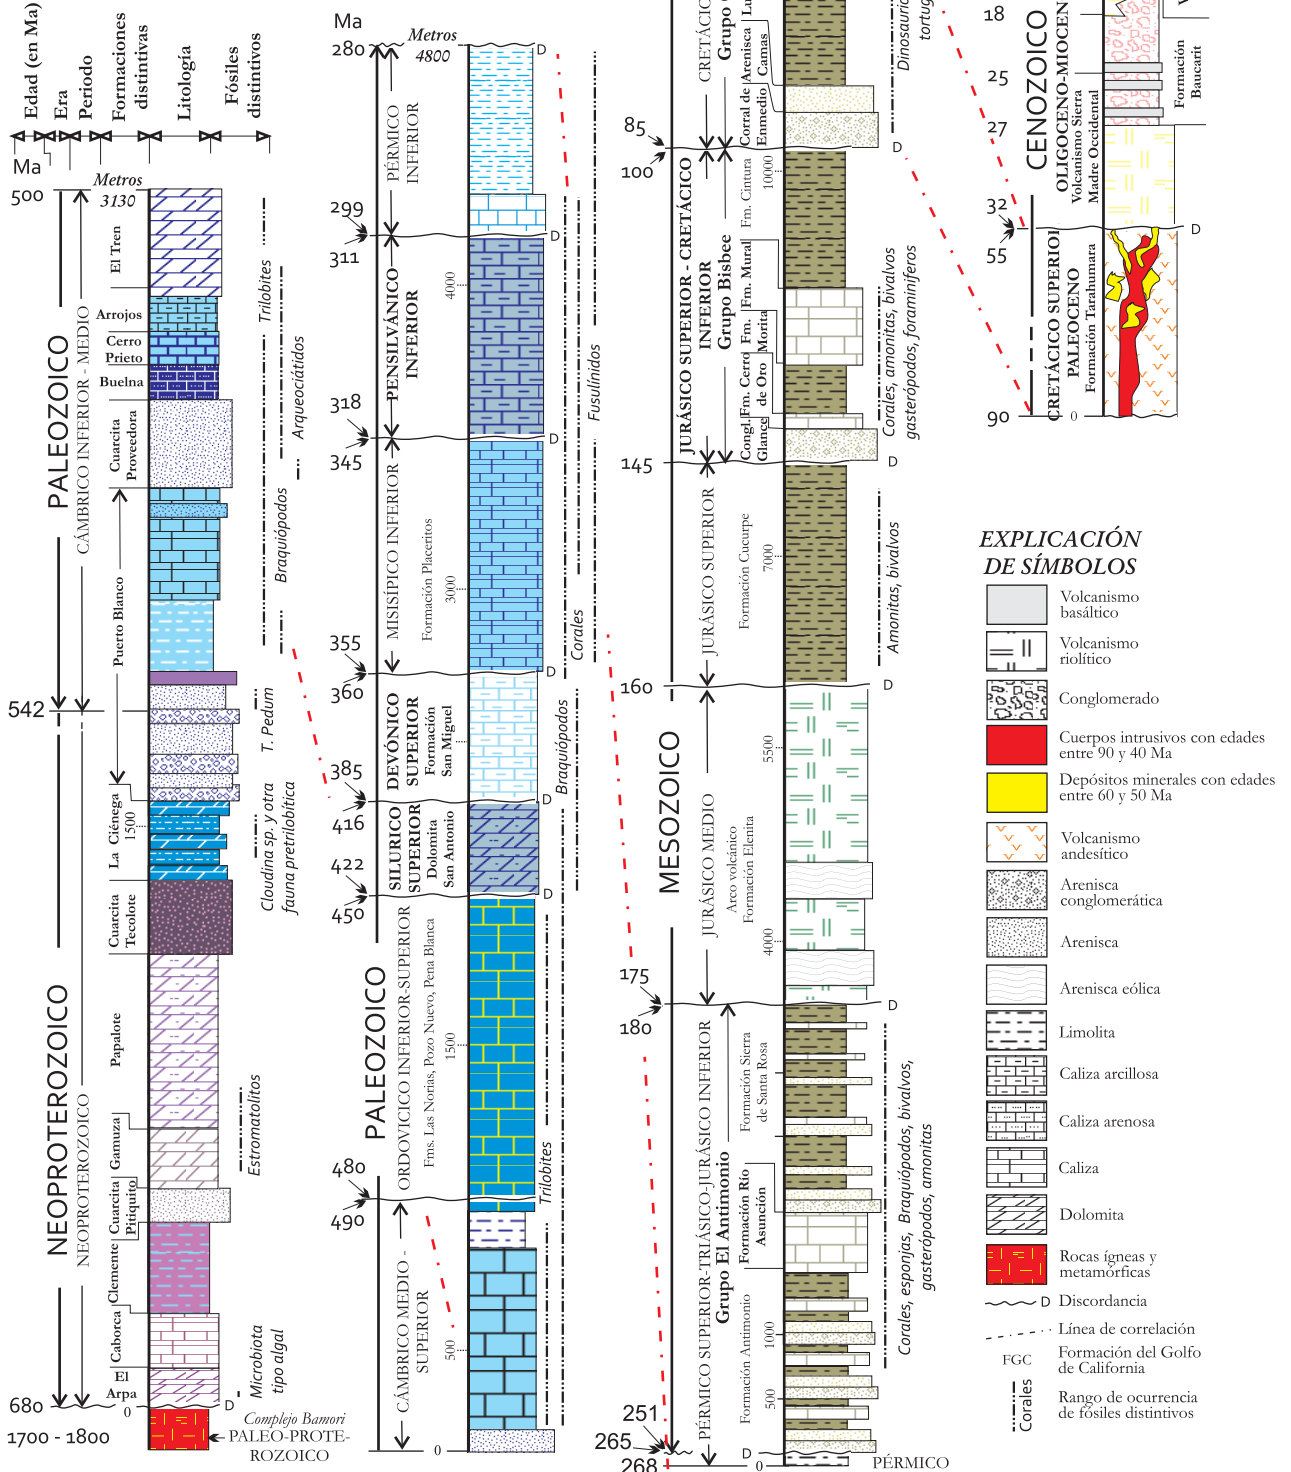 Edad (en Ma)
Era
Periodo
Formaciones
distintivas
Litología
Fósiles
distintivos
Ma
500
Metros
3130
El Tren
Arrojos
Cerro
Prieto
Buelna
Cuarcita
Proveedora
Puerto Blanco
PALEOZOICO
CÁMBRICO INFERIOR - MEDIO
Trilobites
Arqueociátidos
Braquiópodos
T. Pedum
542
La Ciénega
1500
Cloudina sp. y otra
fauna pretrilobítica
Cuarcita
Tecolote
NEOPROTEROZOICO
NEOPROTEROZOICO
Papalote
Gamuza
Estromatolitos
Cuarcita
Pitiquito
Clemente
Caborca
El
Arpa
Microbiota
tipo algal
680
0
D
1700 - 1800
Complejo Bamori
PALEO-PROTE-
ROZOICO
Ma
280
Metros
4800
D
PÉRMICO
INFERIOR
299
311
D
PENSILVÁNICO
INFERIOR
4000
Fusulínidos
318
345
D
MISISÍPICO INFERIOR
Formación Placeritos
3000
Corales
355
360
D
DEVÓNICO
SUPERIOR
Formación
San Miguel
Braquiópodos
385
416
D
SILURICO
SUPERIOR
Dolomita
San Antonio
422
450
D
PALEOZOICO
ORDOVICICO INFERIOR-SUPERIOR
Fms. Las Norias, Pozo Nuevo, Pena Blanca
1500
Trilobites
480
490
CÁMBRICO MEDIO -
SUPERIOR
500
0
CRETÁCIC
Grupo
Lu
Arenisca
Camas
Corral de
Enmedio
Dinosaurio
tortug
85
100
D
10000
JURÁSICO SUPERIOR - CRETÁCICO
INFERIOR
Grupo Bisbee
Fm. Cintura
Fm. Mural
Fm.
Morita
Fm. Cerro
de Oro
Congl.
Glance
Corales, amonitas, bivalvos
gasterópodos, foraminíferos
145
D
JURÁSICO SUPERIOR
Formación Cucurpe
7000
Amonitas, bivalvos
160
D
MESOZOICO
JURÁSICO MEDIO
Arco volcánico
Formación Elenita
5500
4000
175
180
D
PÉRMICO SUPERIOR-TRIÁSICO-JURÁSICO INFERIOR
Grupo El Antimonio
Formación Sierra
de Santa Rosa
Formación Río
Asunción
Formación Antimonio
1000
500
Corales, esponjas, Braquiópodos, bivalvos,
gasterópodos, amonitas
251
265
268
D
0
PÉRMICO
18
25
27
32
55
90
CENOZOICO
OLIGOCENO-MIOCEN
Volcanismo Sierra
Madre Occidental
Formación
Baucarit
D
CRETÁCICO SUPERIOR
PALEOCENO
Formación Tarahumara
0
EXPLICACIÓN
DE SÍMBOLOS
Volcanismo
basáltico
Volcanismo
riolítico
Conglomerado
Cuerpos intrusivos con edades
entre 90 y 40 Ma
Depósitos minerales con edades
entre 60 y 50 Ma
Volcanismo
andesítico
Arenisca
conglomerática
Arenisca
Arenisca eólica
Limolita
Caliza arcillosa
Caliza arenosa
Caliza
Dolomita
Rocas ígneas y
metamórficas
D Discordancia
Línea de correlación
FGC Formación del Golfo
de California
Corales
Rango de ocurrencia
de fósiles distintivos